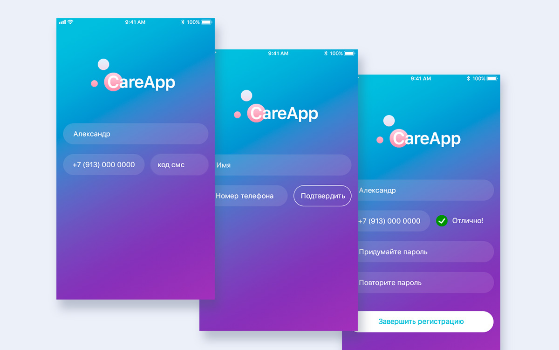 9:41 AM
100%
CareApp
Александр
+7 (913) 000 0000
код смс
9:41 AM
100%
CareApp
Имя
Номер телефона
Подтвердить
9:41 AM
100%
CareApp
Александр
+7 (913) 000 0000
Отлично!
Придумайте пароль
Повторите пароль
Завершить регистрацию